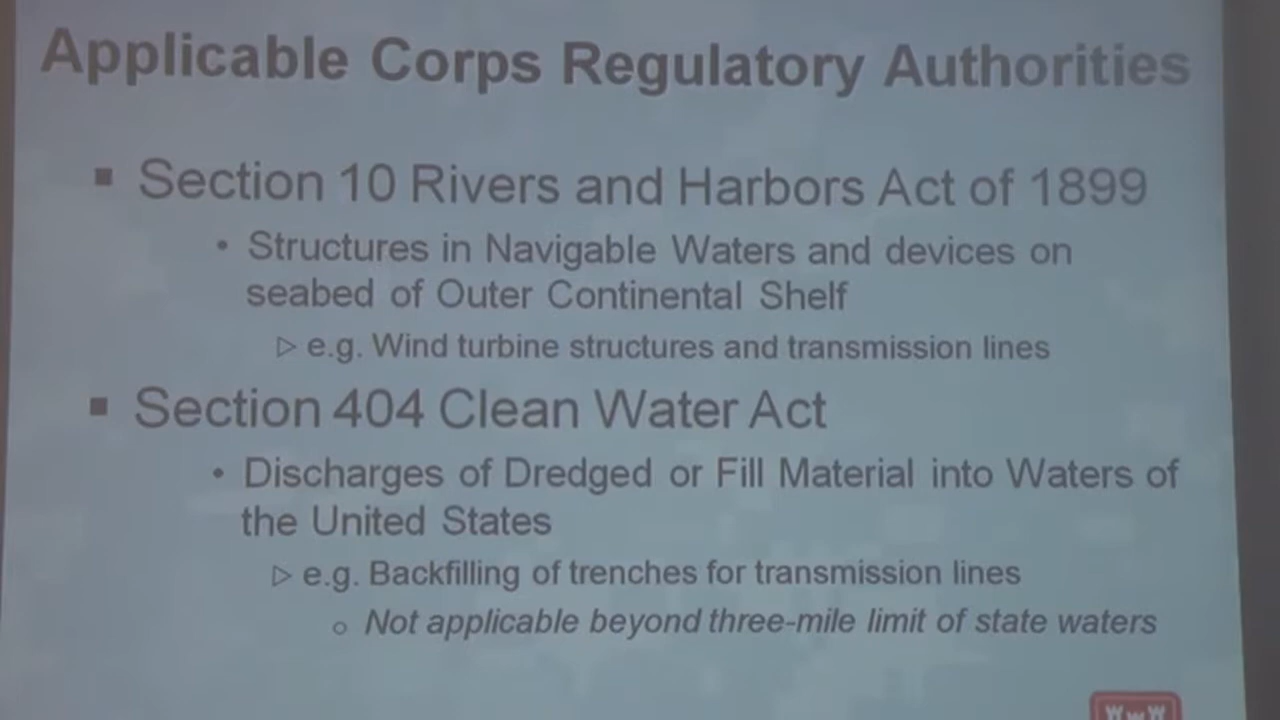 Applicable Corps Regulatory Authorities
▪ Section 10 Rivers and Harbors Act of 1899
• Structures in Navigable Waters and devices on
seabed of Outer Continental Shelf
▷ e.g. Wind turbine structures and transmission lines
▪ Section 404 Clean Water Act
• Discharges of Dredged or Fill Material into Waters of
the United States
▷ e.g. Backfilling of trenches for transmission lines
○ Not applicable beyond three-mile limit of state waters